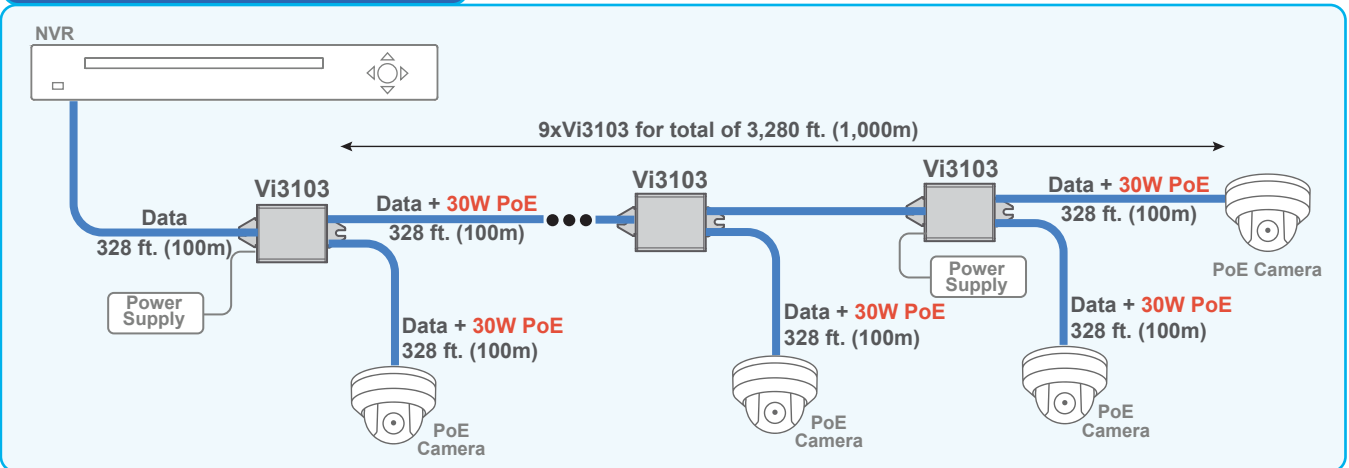 NVR
9xVi3103 for total of 3,280 ft. (1,000m)
Vi3103
Vi3103
Vi3103
Data
328 ft. (100m)
Data + 30W PoE
328 ft. (100m)
Data + 30W PoE
328 ft. (100m)
PoE Camera
Power
Supply
Power
Supply
Data + 30W PoE
328 ft. (100m)
Data + 30W PoE
328 ft. (100m)
Data + 30W PoE
328 ft. (100m)
PoE
Camera
PoE
Camera
PoE
Camera